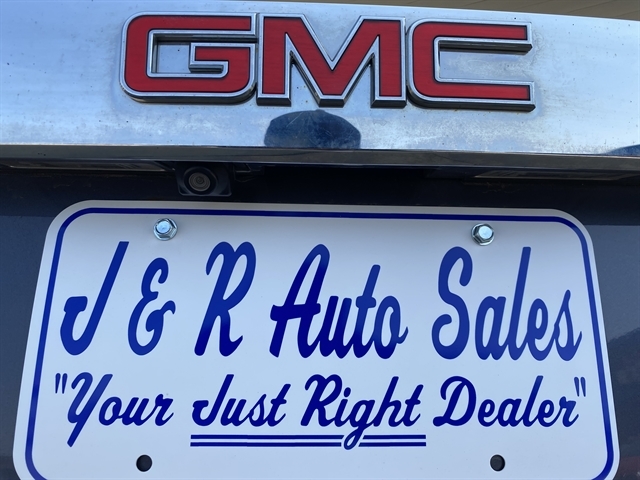 GMC
J & R Auto Sales
"Your Just Right Dealer"